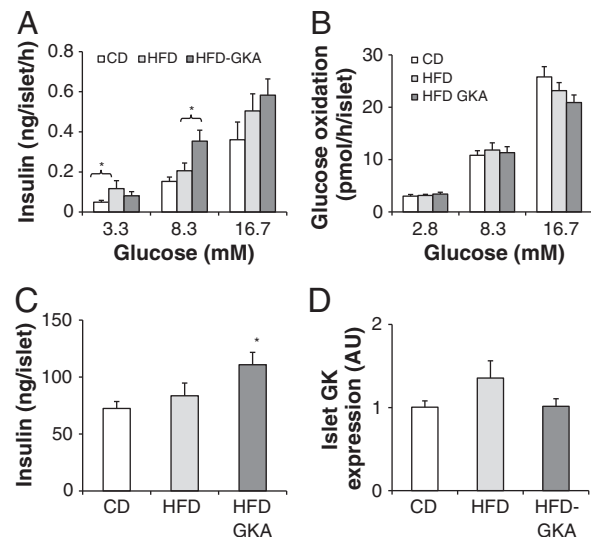 A
Insulin (ng/islet/h)
0.8
0.6
0.4
0.2
0
CD HFD HFD-GKA
*
*
3.3 8.3 16.7
Glucose (mM)
B
Glucose oxidation
(pmol/h/islet)
30
20
10
0
CD
HFD
HFD GKA
2.8 8.3 16.7
Glucose (mM)
C
Insulin (ng/islet)
150
100
50
0
*
CD HFD HFD
GKA
D
Islet GK
expression (AU)
2
1
0
CD HFD HFD-
GKA